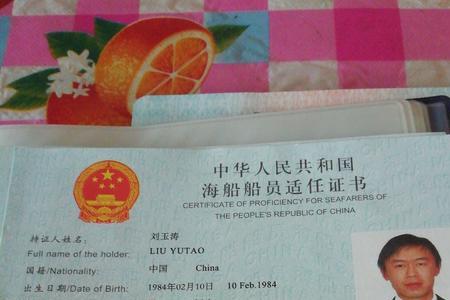 中华人民共和国
海船船员适任证书
CERTIFICATE OF PROFICIENCY FOR SEAFARERS OF
THE PEOPLE'S REPUBLIC OF CHINA
持证人姓名: 刘玉涛
Full name of the holder: LIU YUTAO
国籍/Nationality: 中国 China
出生日期/Date of Birth: 1984年02月10日 10 Feb.1984